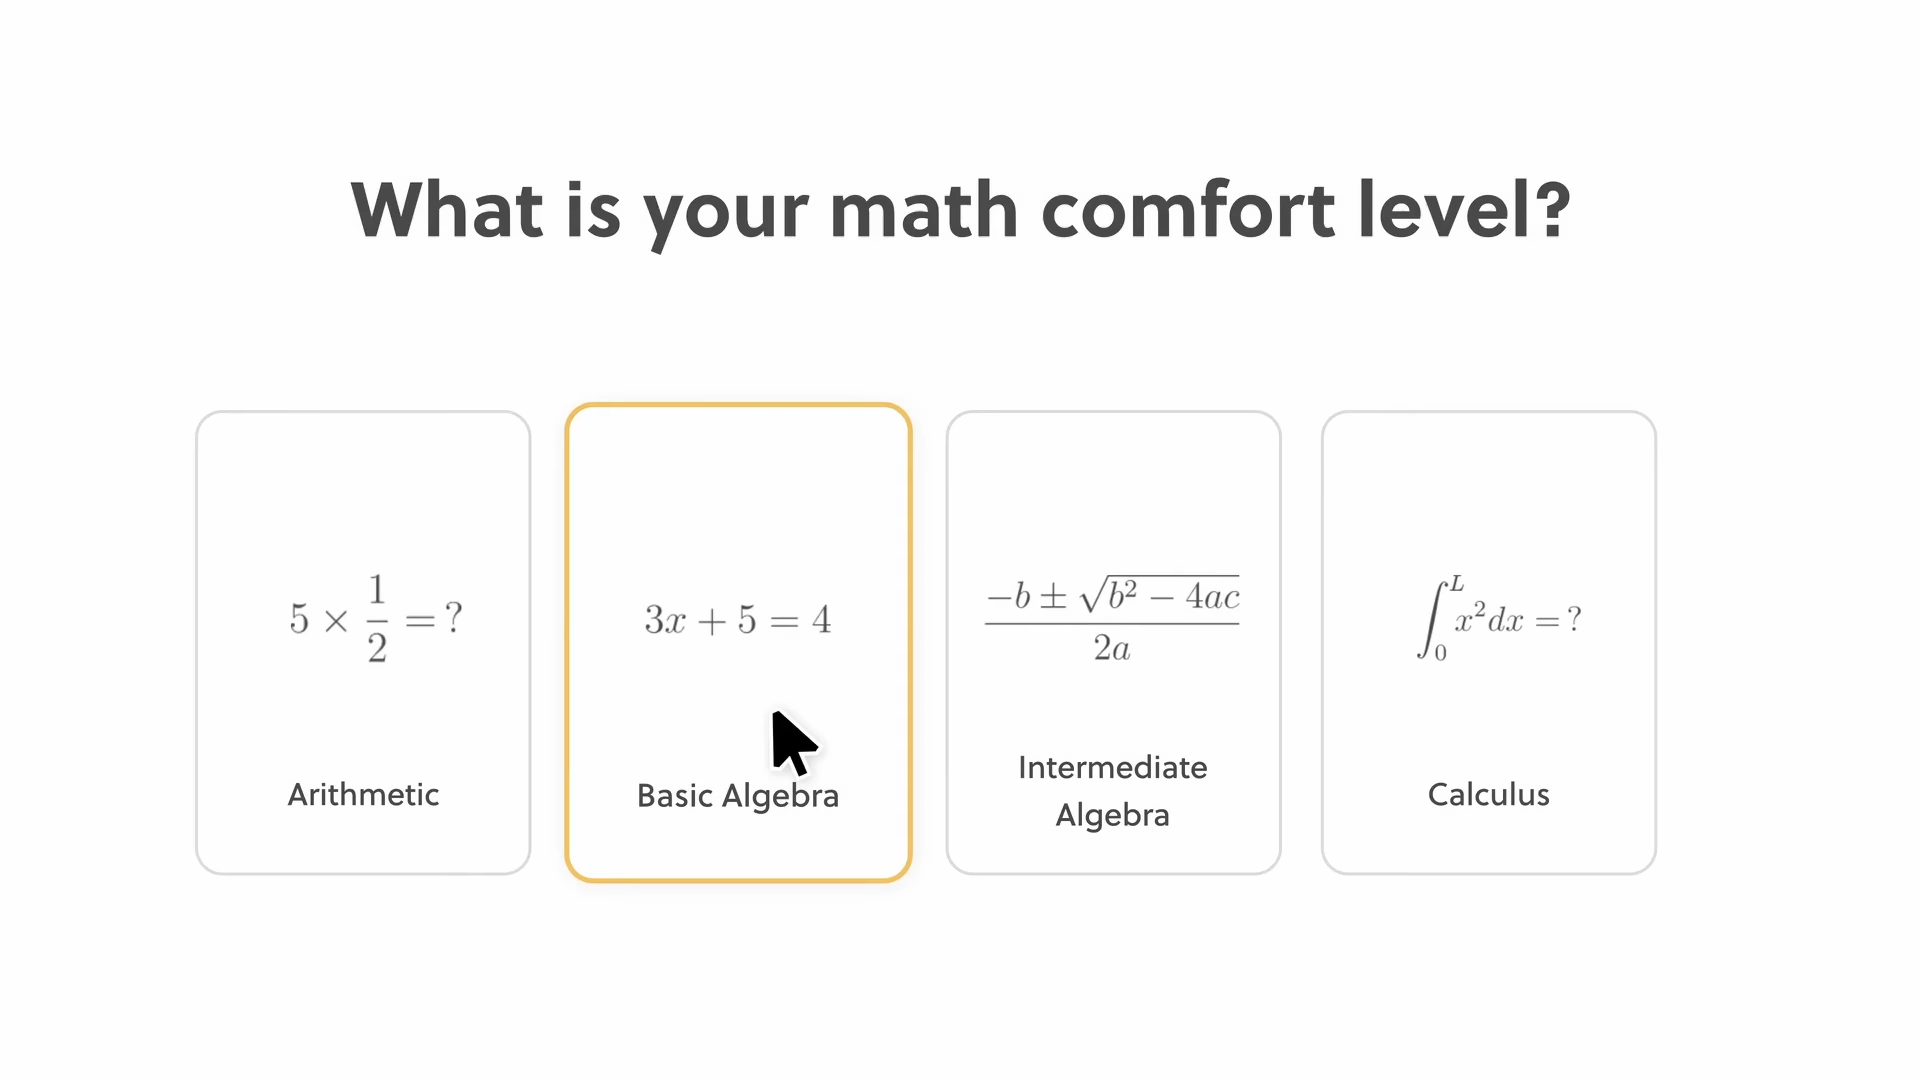 What is your math comfort level?
5 × 1/2 = ?
Arithmetic
3x + 5 = 4
Basic Algebra
(−b ± √(b² − 4ac))/2a
Intermediate
Algebra
∫₀ᴸ x²dx = ?
Calculus